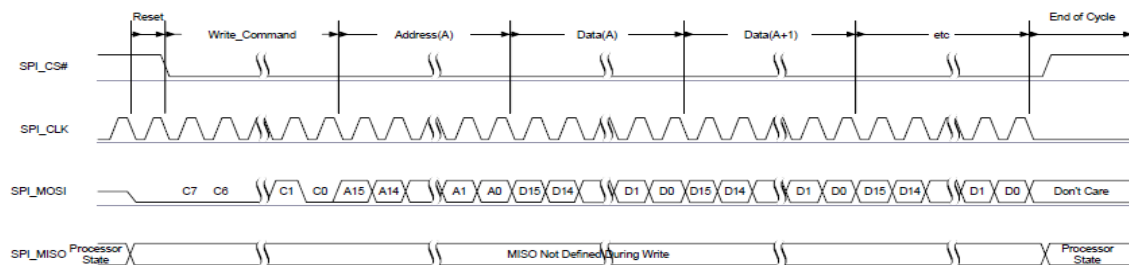 Reset
Write_Command Address(A) Data(A) Data(A+1) etc End of Cycle
SPI_CS#
SPI_CLK
SPI_MOSI C7 C6 C1 C0 A15 A14 A1 A0 D15 D14 D1 D0 D15 D14 D1 D0 D15 D14 D1 D0 Don't Care
SPI_MISO Processor State MISO Not Defined During Write Processor State